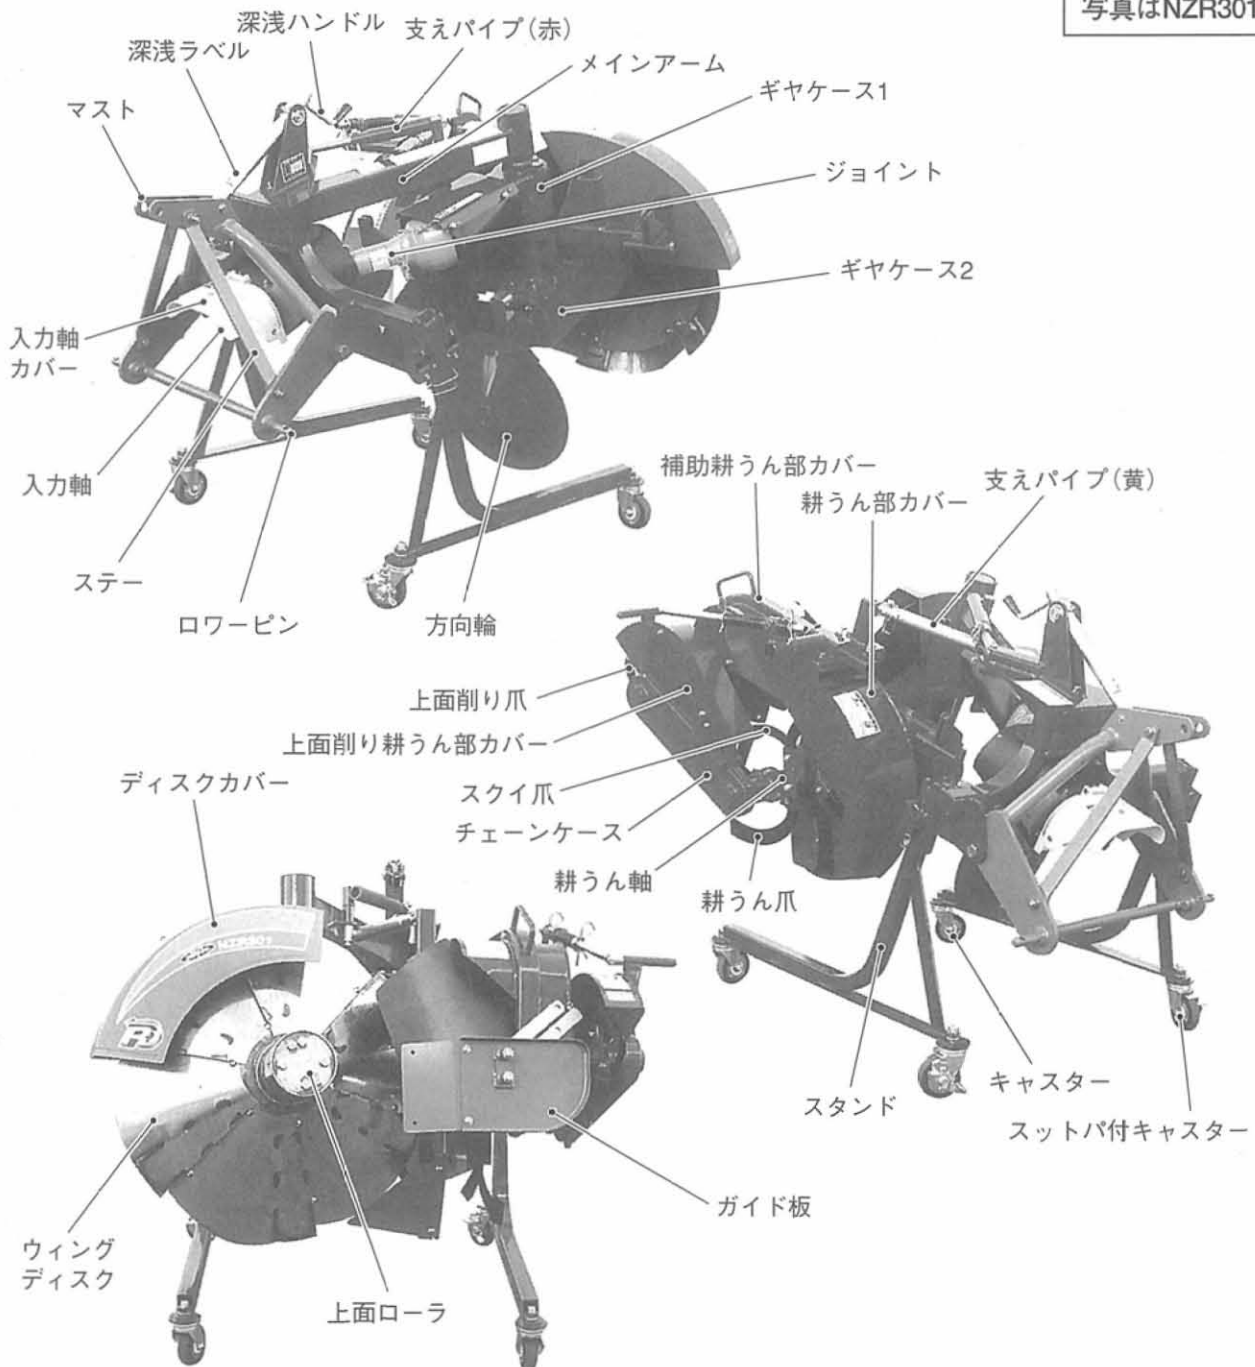 写真はNZR301
深浅ハンドル
支えパイプ(赤)
深浅ラベル
メインアーム
マスト
ギヤケース1
ジョイント
ギヤケース2
入力軸
カバー
入力軸
ステー
ロワーピン
方向輪
補助耕うん部カバー
耕うん部カバー
支えパイプ(黄)
上面削り爪
上面削り耕うん部カバー
スクイ爪
チェーンケース
耕うん軸
耕うん爪
スタンド
キャスター
スットパ付キャスター
ディスクカバー
NZR301
ガイド板
ウィング
ディスク
上面ローラ